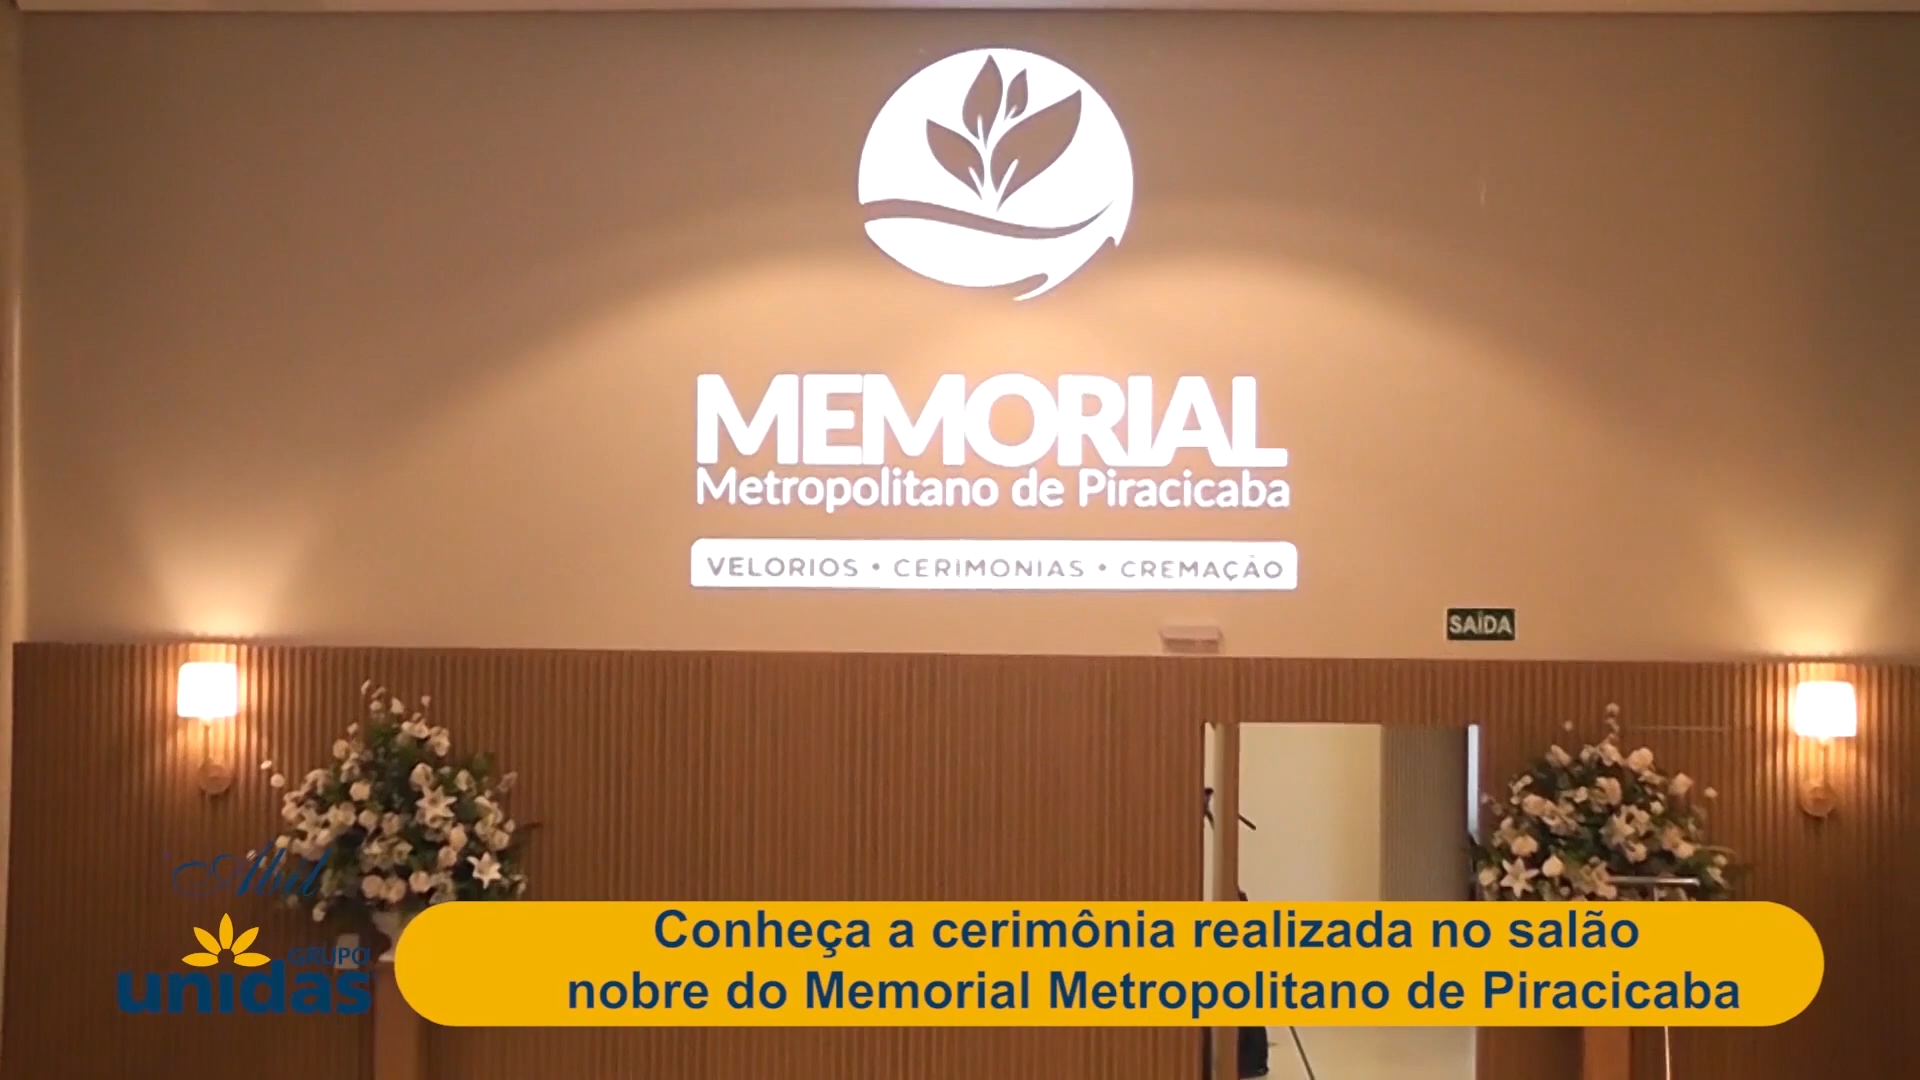 MEMORIAL
Metropolitano de Piracicaba
VELORIOS • CERIMONIAS • CREMAÇÃO
SAÍDA
Abil
GRUPO
unidas
Conheça a cerimônia realizada no salão
nobre do Memorial Metropolitano de Piracicaba